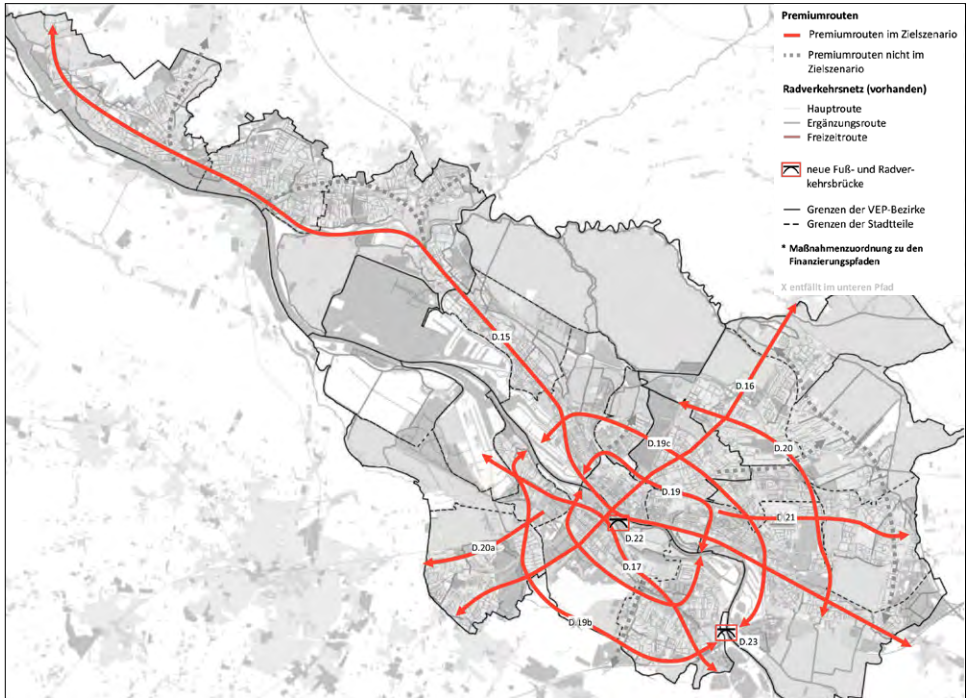 Premiumrouten
Premiumrouten im Zielszenario
Premiumrouten nicht im
Zielszenario
Radverkehrsnetz (vorhanden)
Hauptroute
Ergänzungsroute
Freizeitroute
neue Fuß- und Radver-
kehrsbrücke
Grenzen der VEP-Bezirke
Grenzen der Stadtteile
* Maßnahmenzuordnung zu den
Finanzierungspfaden
X entfällt im unteren Pfad
D.15
D.16
D.19c
D.20
D.19
D.21
D.22
D.20a
D.17
D.19b
D.23